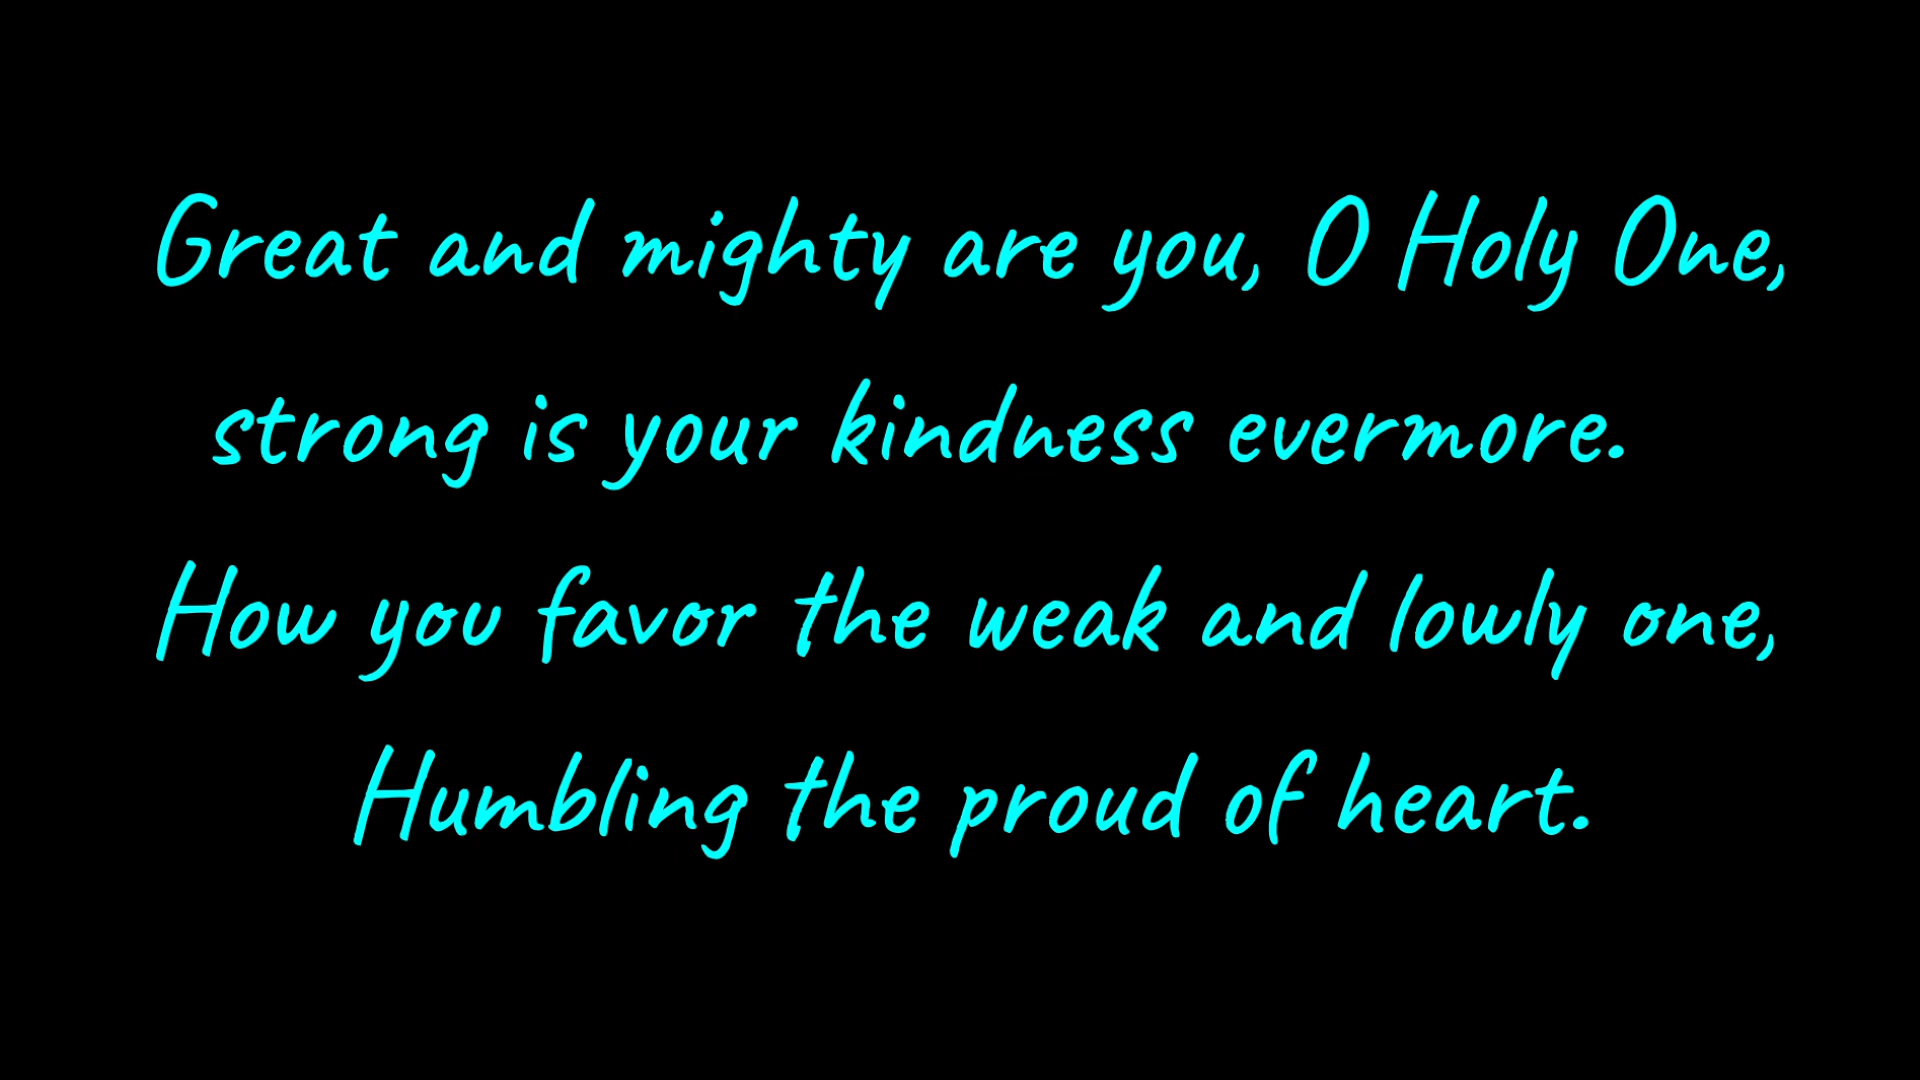 Great and mighty are you, O Holy One,
strong is your kindness evermore.
How you favor the weak and lowly one,
Humbling the proud of heart.